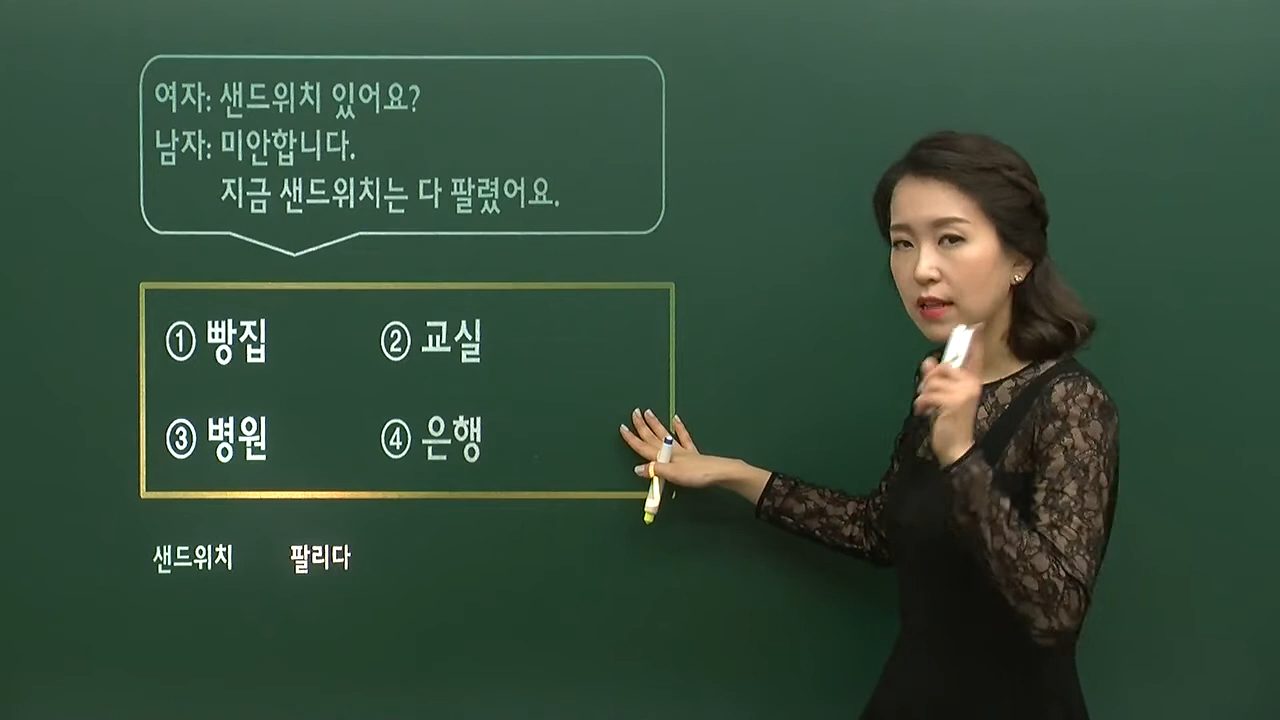 여자: 샌드위치 있어요?
남자: 미안합니다.
지금 샌드위치는 다 팔렸어요.
① 빵집 ② 교실
③ 병원 ④ 은행
샌드위치 팔리다